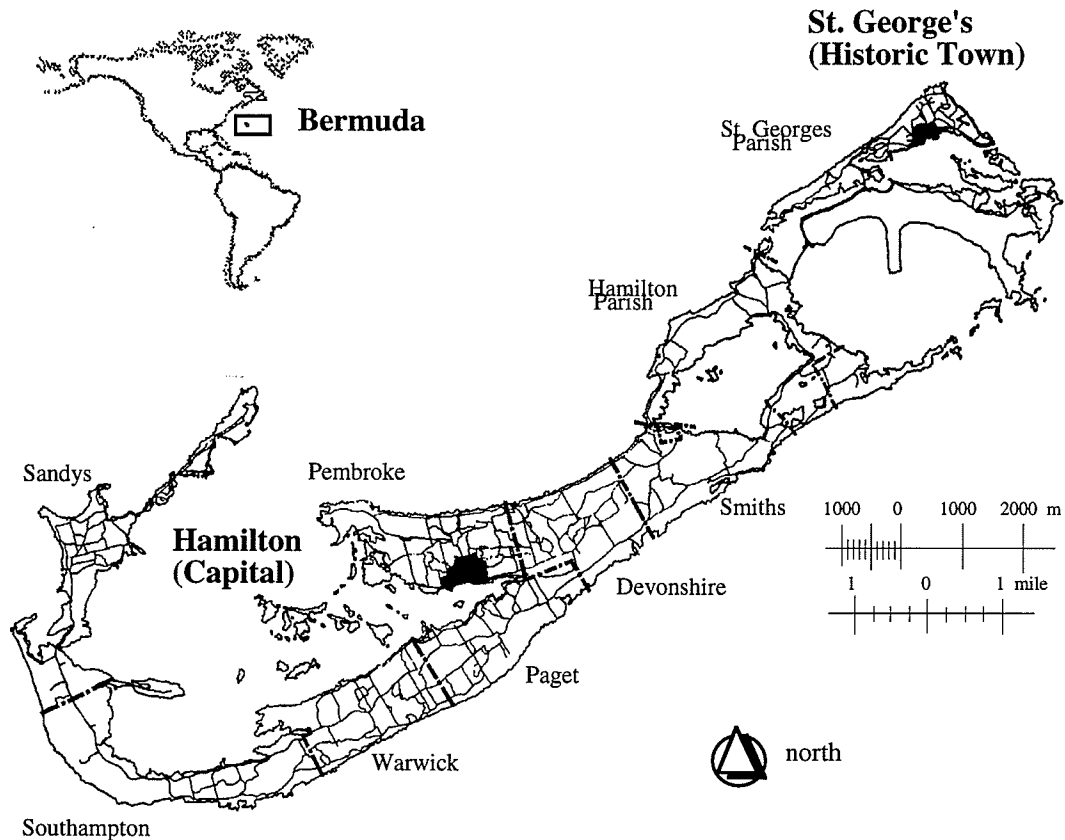 St. George's
(Historic Town)
Bermuda
St. Georges
Parish
Hamilton
Parish
Sandys
Pembroke
Hamilton
(Capital)
Smiths
1000 0 1000 2000 m
1 0 1 mile
Devonshire
Paget
Warwick
north
Southampton